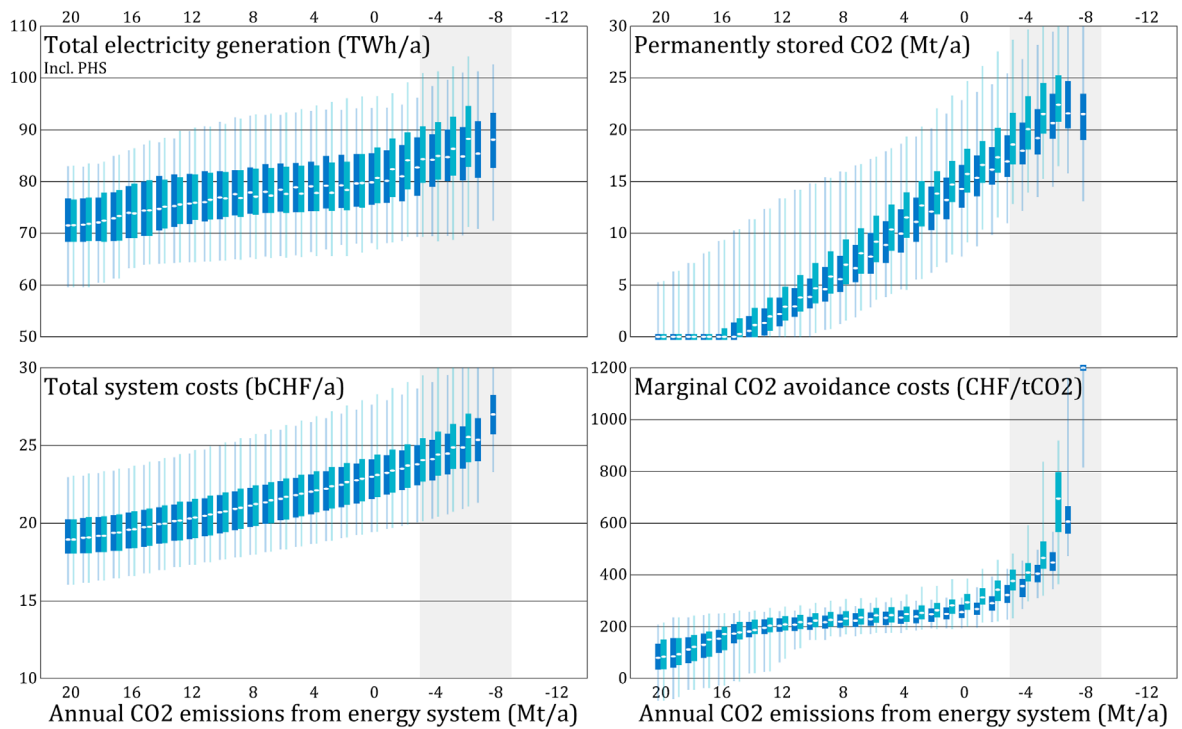 20 16 12 8 4 0 -4 -8 -12
20 16 12 8 4 0 -4 -8 -12
110
100
90
80
70
60
50
Total electricity generation (TWh/a)
Incl. PHS
30
25
20
15
10
5
0
Permanently stored CO2 (Mt/a)
30
25
20
15
10
Total system costs (bCHF/a)
1200
1000
800
600
400
200
0
Marginal CO2 avoidance costs (CHF/tCO2)
20 16 12 8 4 0 -4 -8 -12
20 16 12 8 4 0 -4 -8 -12
Annual CO2 emissions from energy system (Mt/a)
Annual CO2 emissions from energy system (Mt/a)